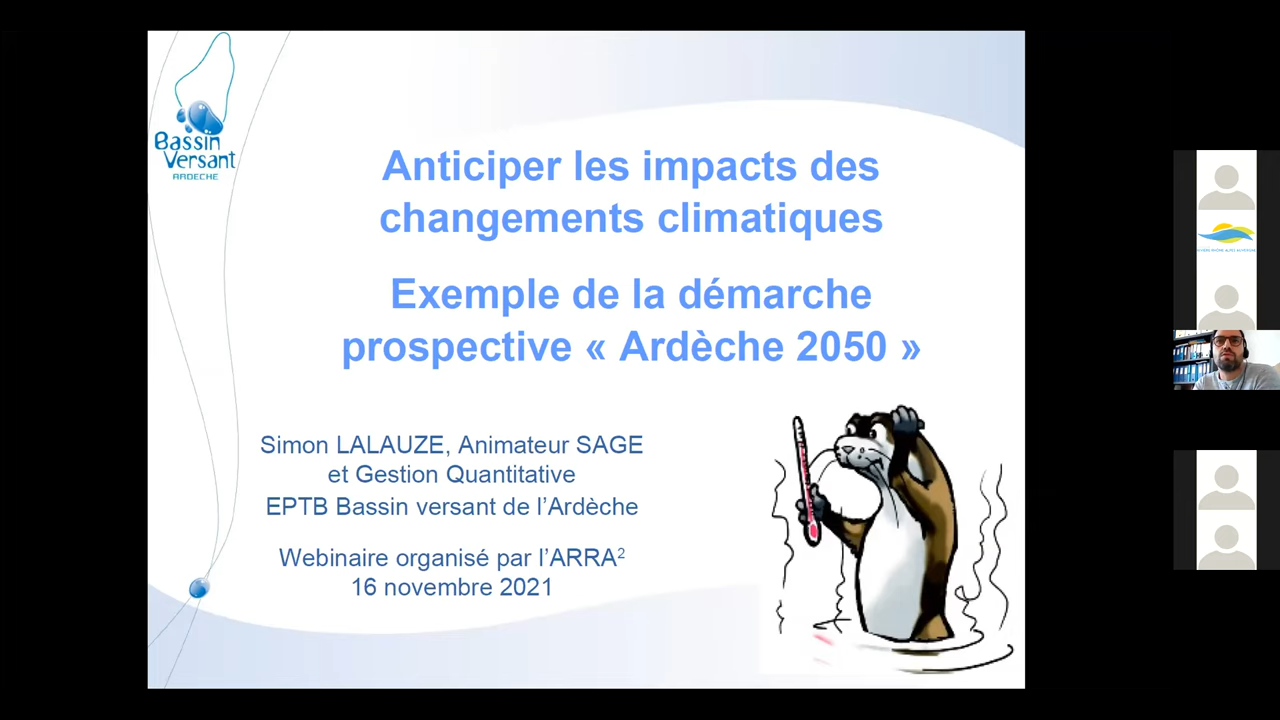 Bassin
Versant
ARDECHE
Anticiper les impacts des
changements climatiques
Exemple de la démarche
prospective « Ardèche 2050 »
Simon LALAUZE, Animateur SAGE
et Gestion Quantitative
EPTB Bassin versant de l’Ardèche
Webinaire organisé par l’ARRA²
16 novembre 2021